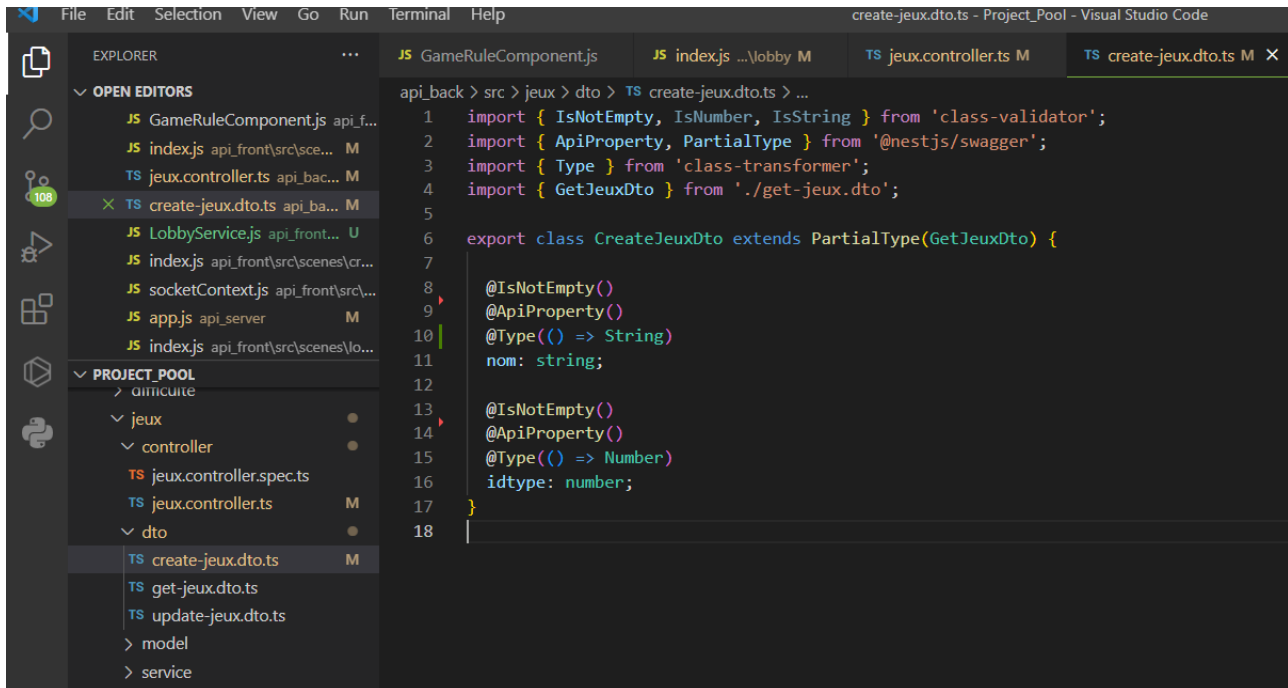 File Edit Selection View Go Run Terminal Help create-jeux.dto.ts - Project_Pool - Visual Studio Code
EXPLORER ...
JS GameRuleComponent.js JS index.js ...\lobby M TS jeux.controller.ts M TS create-jeux.dto.ts M
OPEN EDITORS
JS GameRuleComponent.js api_f...
JS index.js api_front\src\sce... M
TS jeux.controller.ts api_bac... M
TS create-jeux.dto.ts api_ba... M
JS LobbyService.js api_front... U
JS index.js api_front\src\scenes\cr...
JS socketContext.js api_front\src\...
JS app.js api_server M
JS index.js api_front\src\scenes\lo...
108
PROJECT_POOL
difficulte
jeux
controller
TS jeux.controller.spec.ts
TS jeux.controller.ts M
dto
TS create-jeux.dto.ts M
TS get-jeux.dto.ts
TS update-jeux.dto.ts
model
service
api_back > src > jeux > dto > TS create-jeux.dto.ts > ...
1 import { IsNotEmpty, IsNumber, IsString } from 'class-validator';
2 import { ApiProperty, PartialType } from '@nestjs/swagger';
3 import { Type } from 'class-transformer';
4 import { GetJeuxDto } from './get-jeux.dto';
5
6 export class CreateJeuxDto extends PartialType(GetJeuxDto) {
7
8 @IsNotEmpty()
9 @ApiProperty()
10 @Type(() => String)
11 nom: string;
12
13 @IsNotEmpty()
14 @ApiProperty()
15 @Type(() => Number)
16 idtype: number;
17 }
18